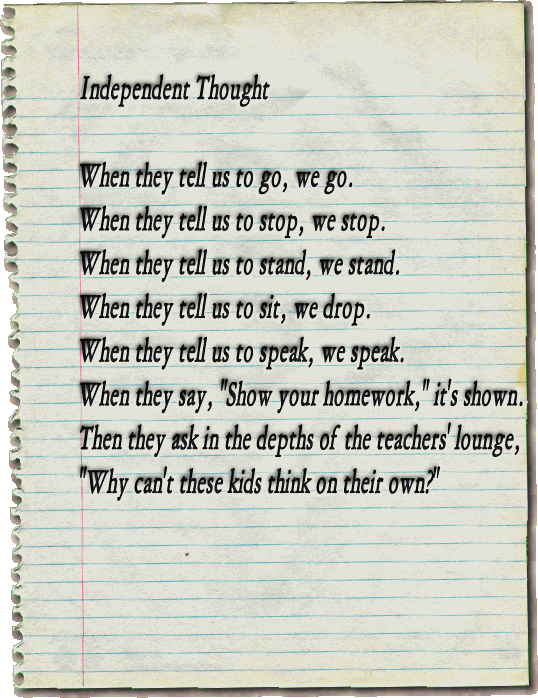 Independent Thought
When they tell us to go, we go.
When they tell us to stop, we stop.
When they tell us to stand, we stand.
When they tell us to sit, we drop.
When they tell us to speak, we speak.
When they say, "Show your homework," it's shown.
Then they ask in the depths of the teachers' lounge,
"Why can't these kids think on their own?"